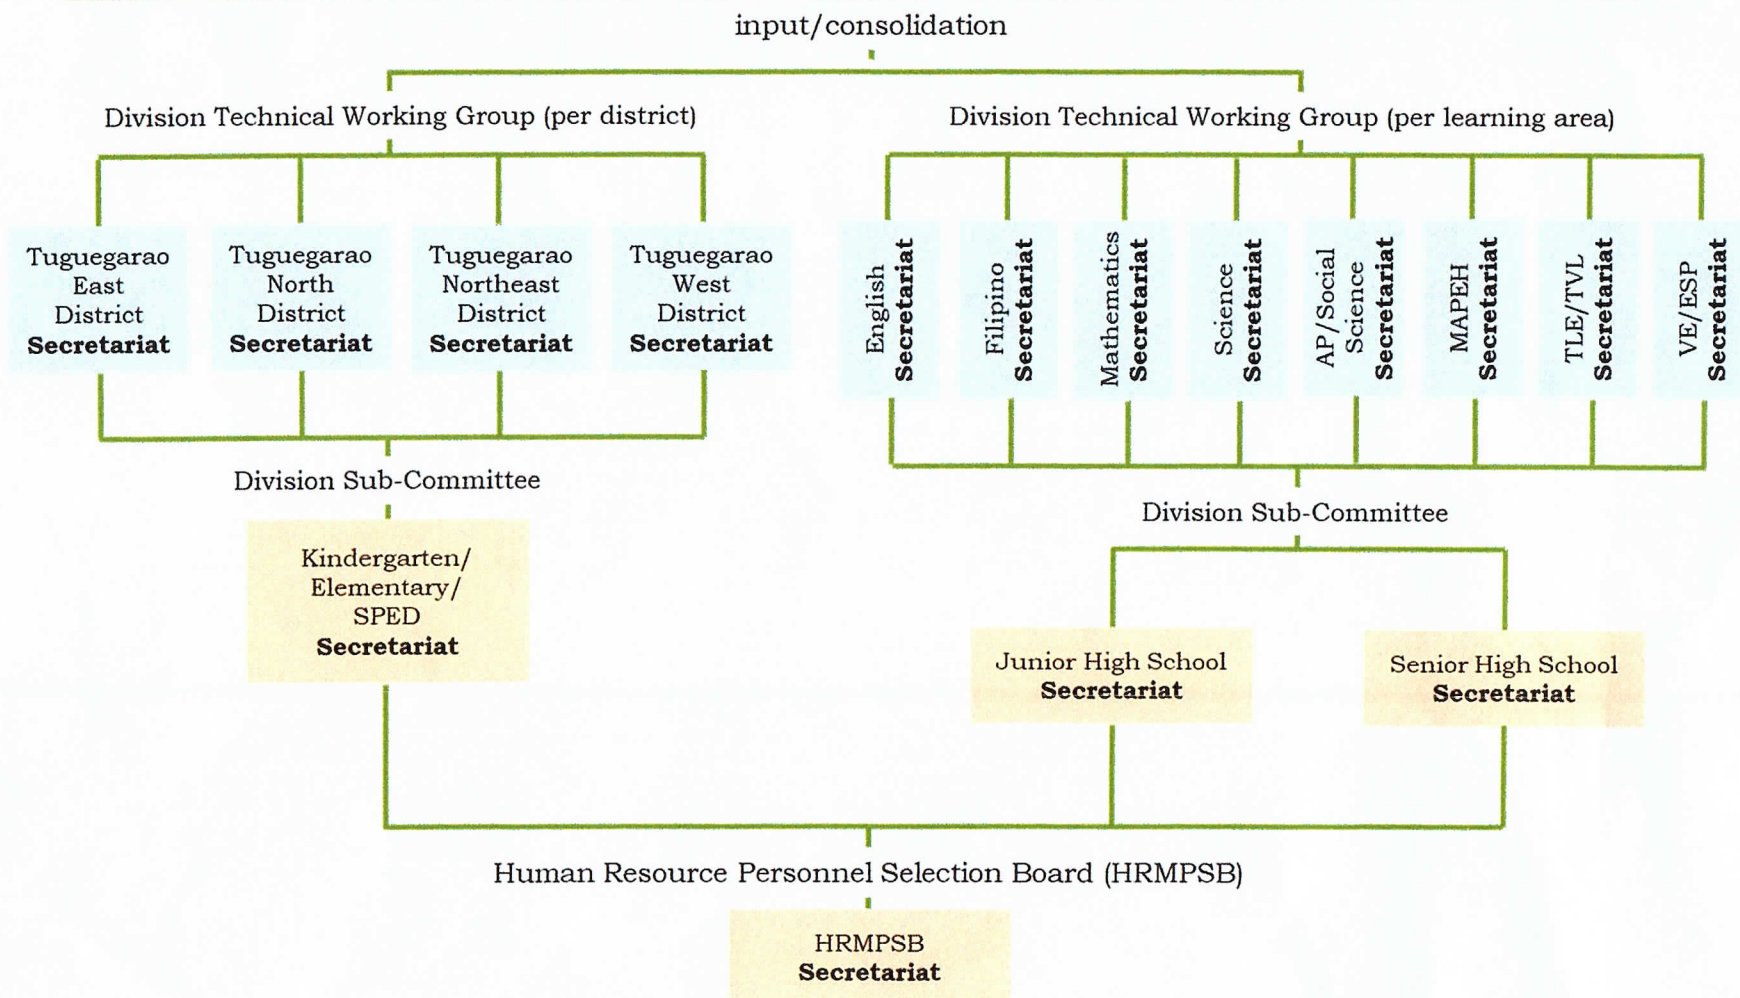 input/consolidation
Division Technical Working Group (per district)
Division Technical Working Group (per learning area)
Tuguegarao
East
District
Secretariat
Tuguegarao
North
District
Secretariat
Tuguegarao
Northeast
District
Secretariat
Tuguegarao
West
District
Secretariat
English
Secretariat
Filipino
Secretariat
Mathematics
Secretariat
Science
Secretariat
AP/Social
Science
Secretariat
MAPEH
Secretariat
TLE/TVL
Secretariat
VE/ESP
Secretariat
Division Sub-Committee
Kindergarten/
Elementary/
SPED
Secretariat
Division Sub-Committee
Junior High School
Secretariat
Senior High School
Secretariat
Human Resource Personnel Selection Board (HRMPSB)
HRMPSB
Secretariat